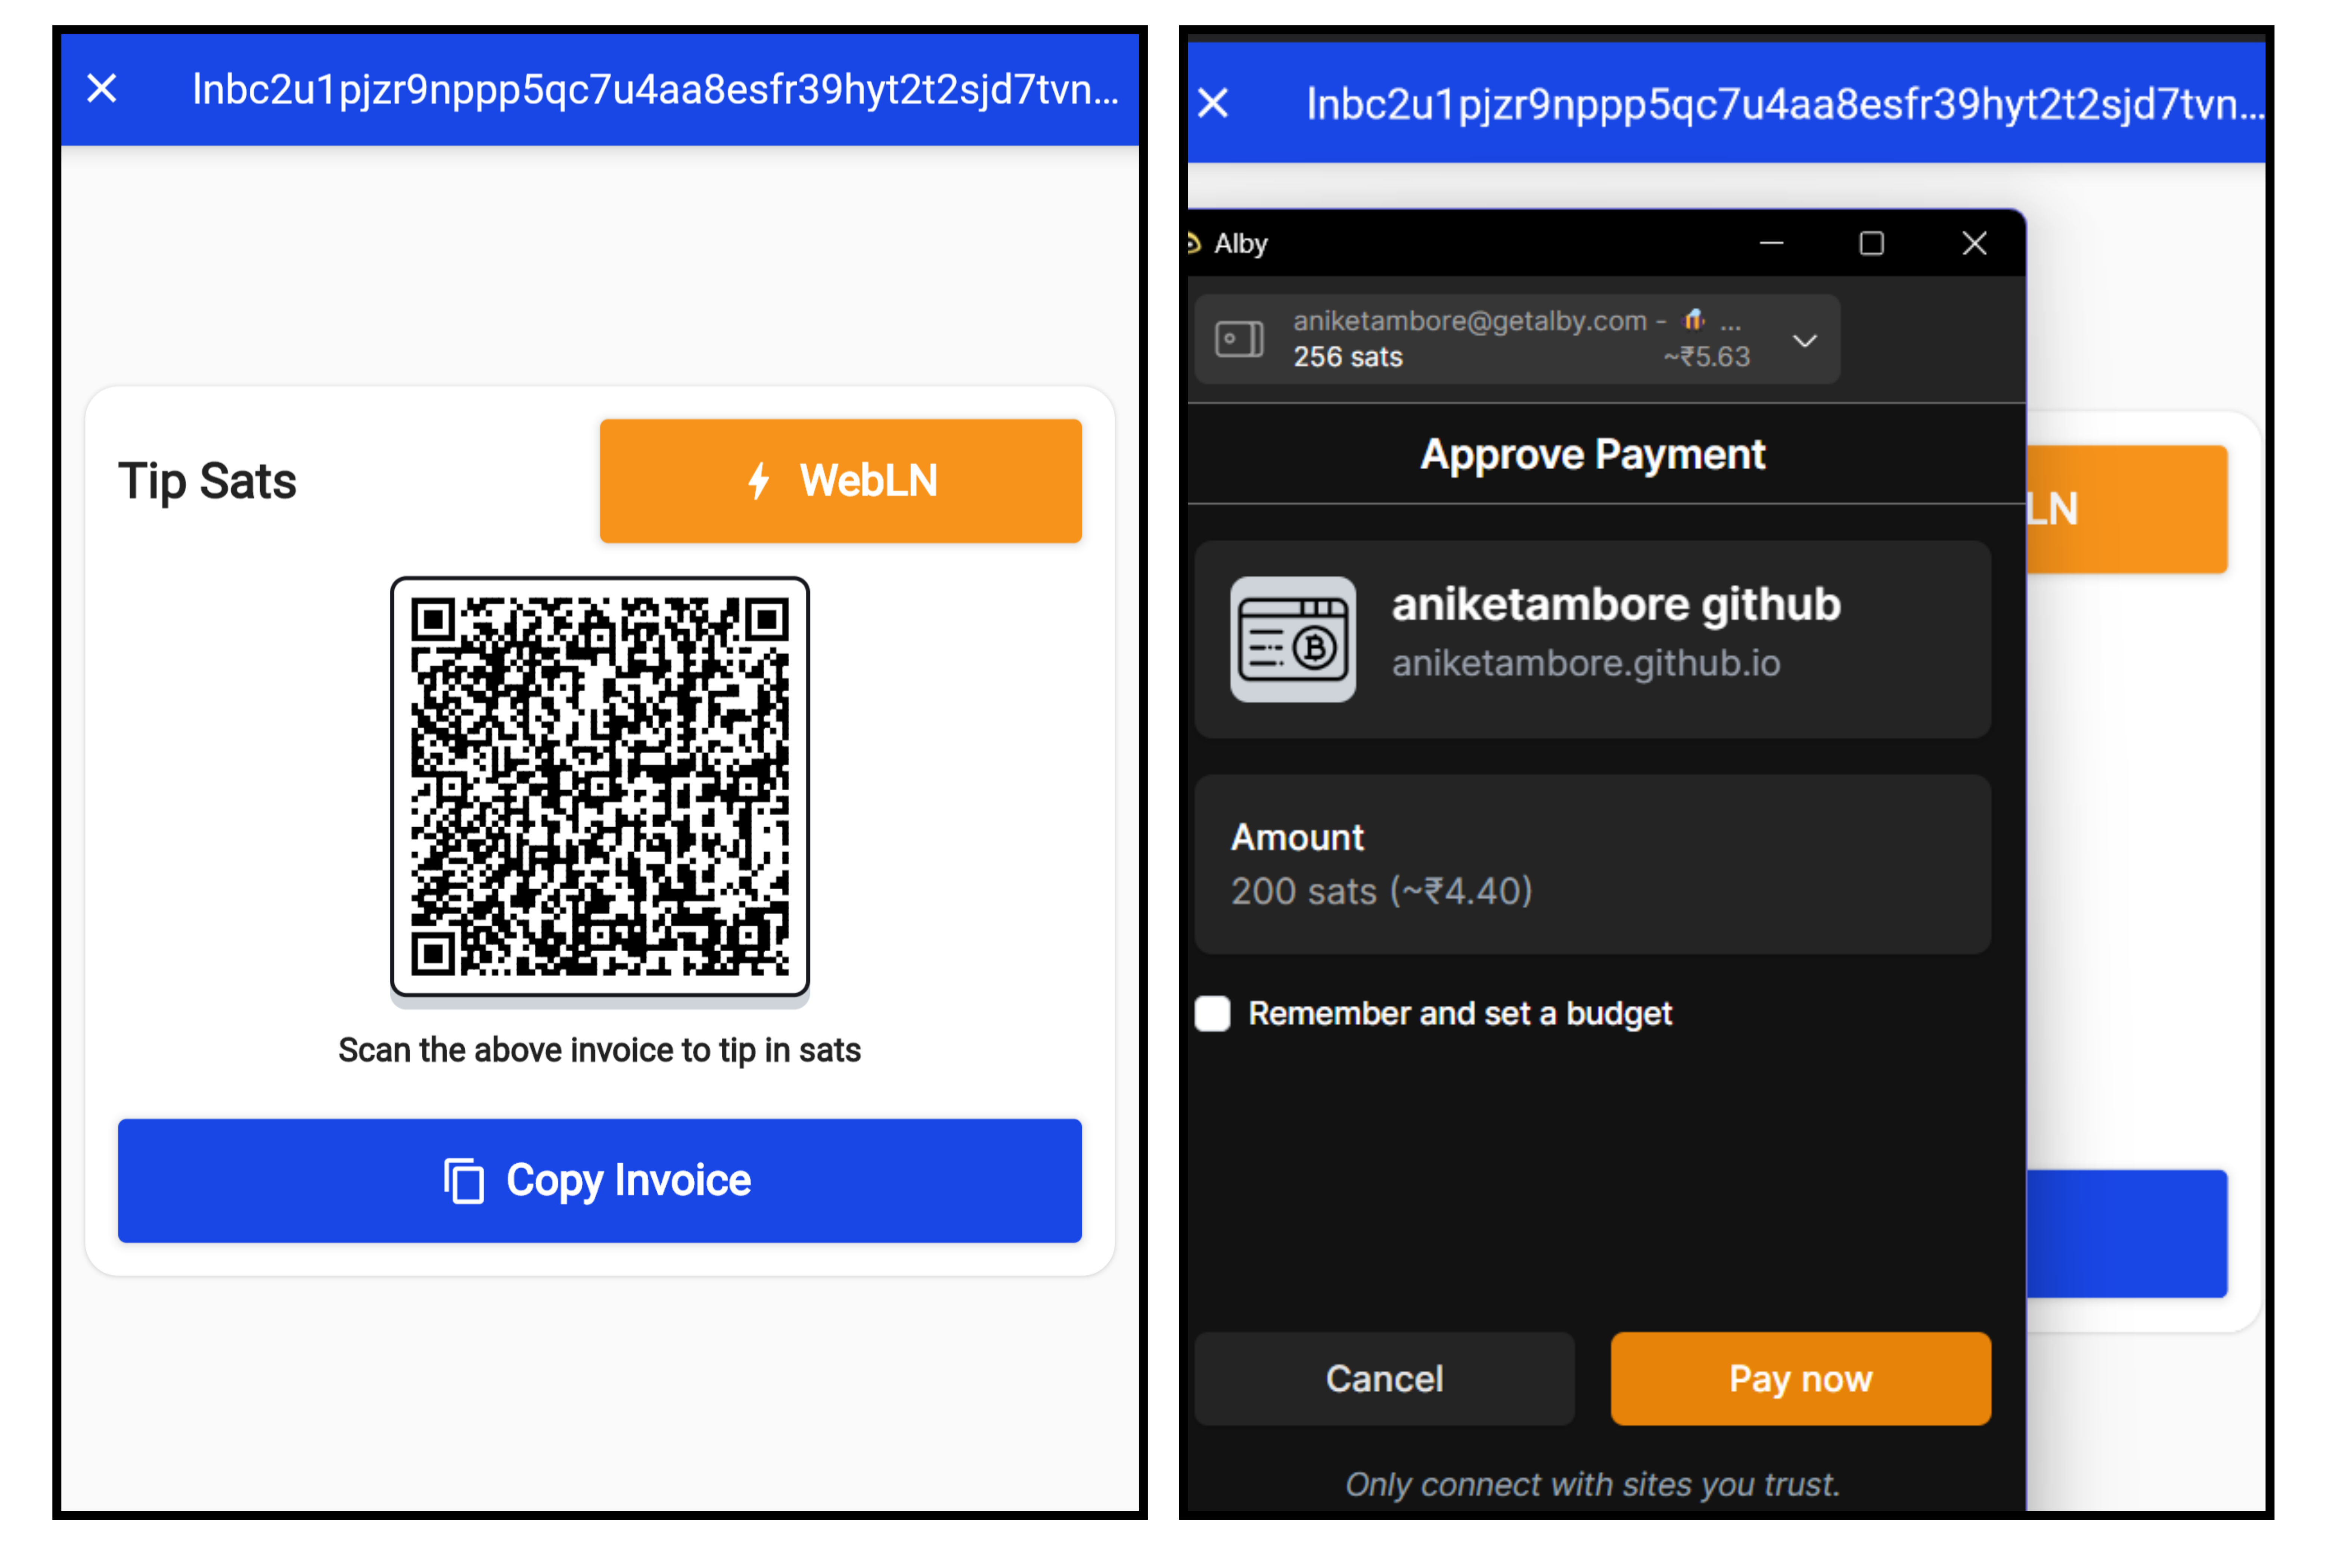 lnbc2u1pjzr9nppp5qc7u4aa8esfr39hyt2t2sjd7tvn...
Tip Sats
WebLN
Scan the above invoice to tip in sats
Copy Invoice
lnbc2u1pjzr9nppp5qc7u4aa8esfr39hyt2t2sjd7tvn...
Alby
aniketambore@getalby.com - ...
256 sats ~₹5.63
Approve Payment
LN
aniketambore github
aniketambore.github.io
Amount
200 sats (~₹4.40)
Remember and set a budget
Cancel
Pay now
Only connect with sites you trust.